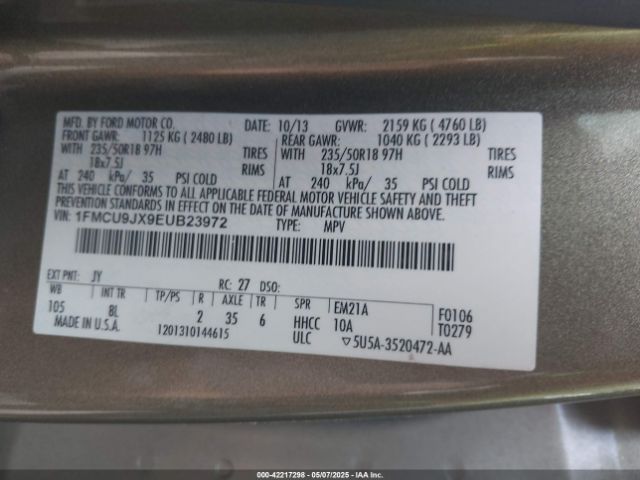 MFD. BY FORD MOTOR CO.
DATE: 10/13 GVWR: 2159 KG ( 4760 LB)
FRONT GAWR: 1125 KG ( 2480 LB) REAR GAWR: 1040 KG ( 2293 LB)
WITH 235/50R18 97H TIRES WITH 235/50R18 97H TIRES
18x7.5J RIMS 18x7.5J RIMS
AT 240 kPa/ 35 PSI COLD AT 240 kPa/ 35 PSI COLD
THIS VEHICLE CONFORMS TO ALL APPLICABLE FEDERAL MOTOR VEHICLE SAFETY AND THEFT
PREVENTION STANDARDS IN EFFECT ON THE DATE OF MANUFACTURE SHOWN ABOVE.
VIN: 1FMCU9JX9EUB23972 TYPE: MPV
EXT PNT: JY RC: 27 DSO:
WB INT TR TP/PS R AXLE TR SPR EM21A F0106
105 8L 2 35 6 HHCC 10A T0279
MADE IN U.S.A. 1201310144615 ULC ▽5U5A-3520472-AA
000-42217298 - 05/07/2025 - IAA, Inc.